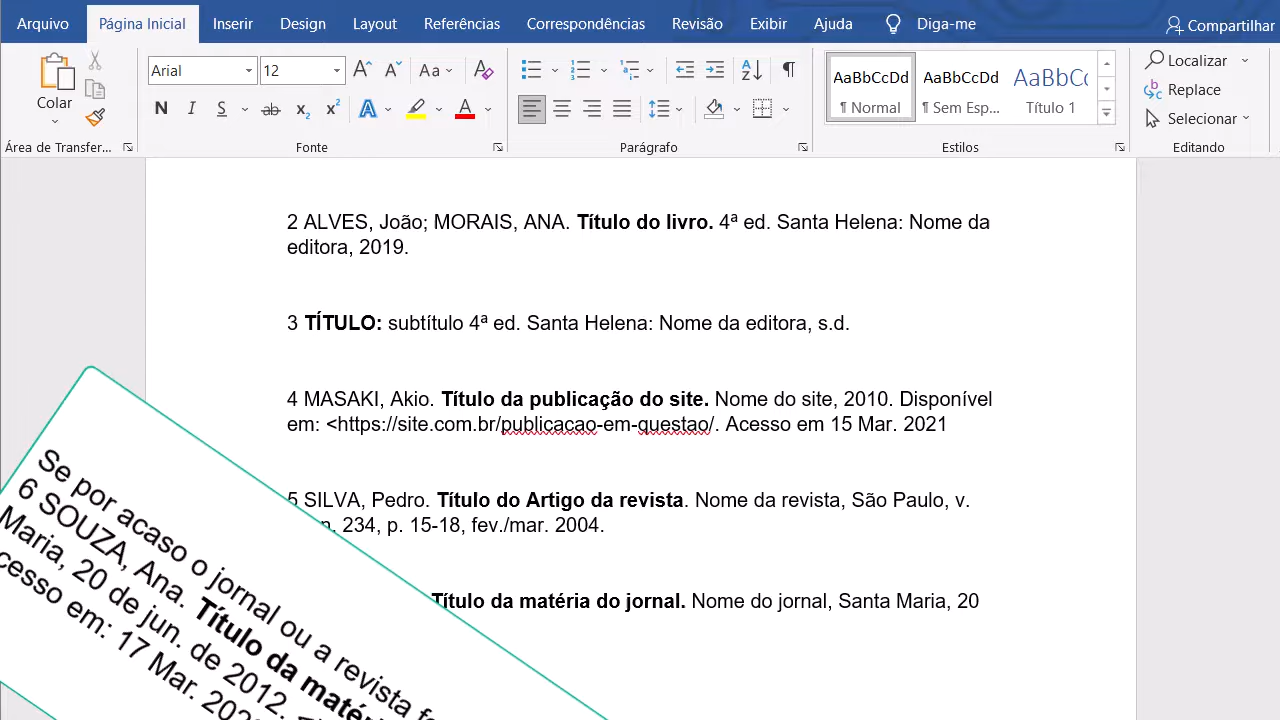 Arquivo Página Inicial Inserir Design Layout Referências Correspondências Revisão Exibir Ajuda Diga-me Compartilhar
Arial 12 Aa AaBbCcDd AaBbCcDd AaBbCc Localizar
Colar N I S ab x₂ x² A A ¶ Normal ¶ Sem Esp... Título 1 Replace
Selecionar
Área de Transfer... Fonte Parágrafo Estilos Editando
2 ALVES, João; MORAIS, ANA. Título do livro. 4ª ed. Santa Helena: Nome da
editora, 2019.
3 TÍTULO: subtítulo 4ª ed. Santa Helena: Nome da editora, s.d.
4 MASAKI, Akio. Título da publicação do site. Nome do site, 2010. Disponível
em: <https://site.com.br/publicacao-em-questao/. Acesso em 15 Mar. 2021
5 SILVA, Pedro. Título do Artigo da revista. Nome da revista, São Paulo, v.
n. 234, p. 15-18, fev./mar. 2004.
Título da matéria do jornal. Nome do jornal, Santa Maria, 20
Se por acaso o jornal ou a revista
6 SOUZA, Ana. Título da
Maria, 20 de jun. de 2012.
em: 17 Mar.